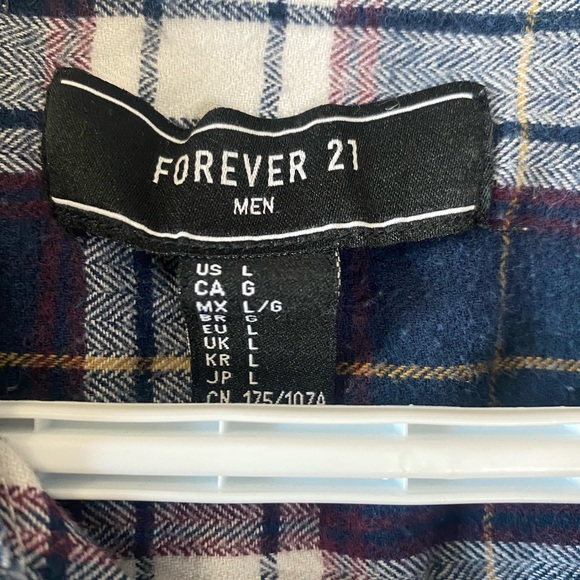 FOREVER 21
MEN
US L
CA G
MX L/G
BR G
EU L
UK L
KR L
JP L
CN 175/107A